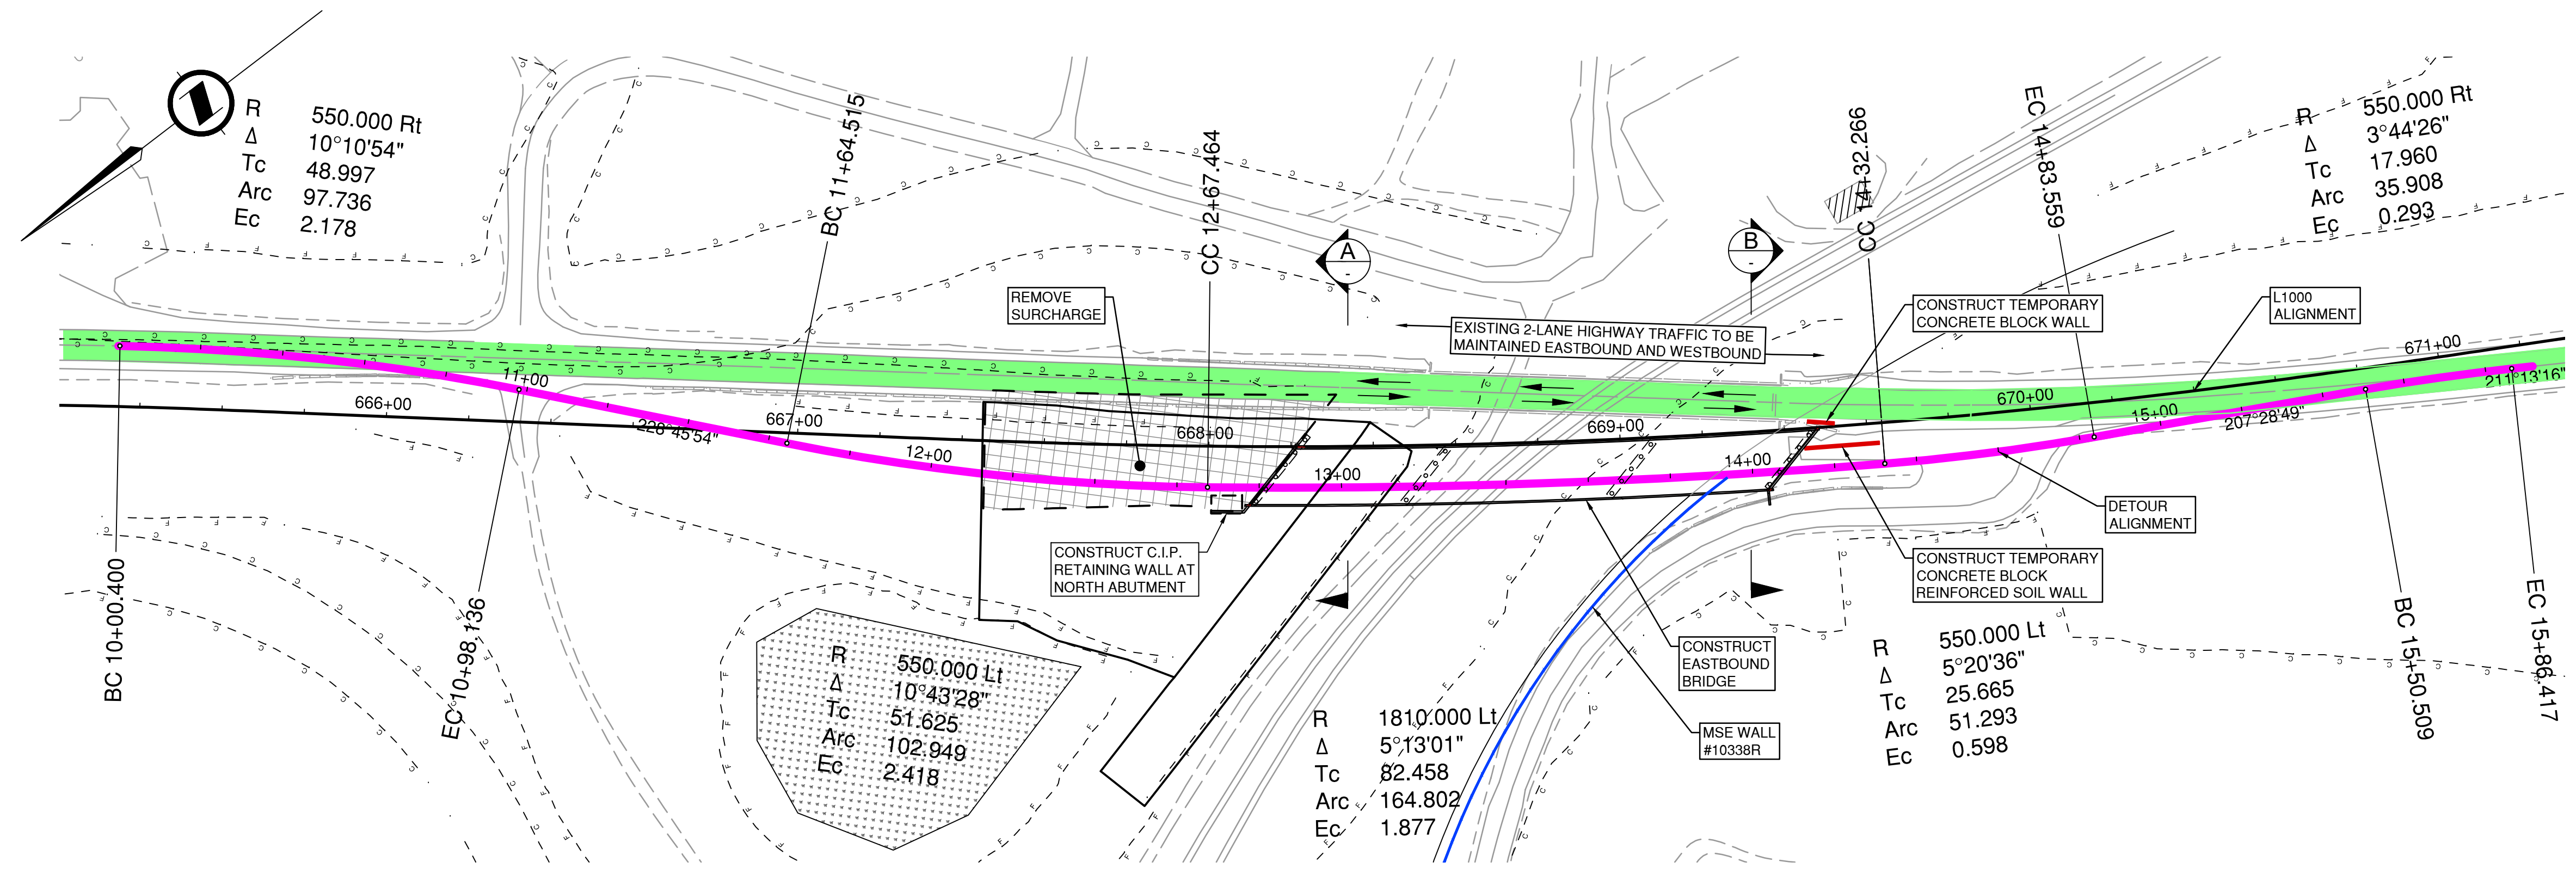 R 550.000 Rt
Δ 10°10'54"
Tc 48.997
Arc 97.736
Ec 2.178
BC 11+64.515
CC 12+67.464
A
-
B
-
CC 14+32.266
EC 14+83.559
R 550.000 Rt
Δ 3°44'26"
Tc 17.960
Arc 35.908
Ec 0.293
REMOVE
SURCHARGE
EXISTING 2-LANE HIGHWAY TRAFFIC TO BE
MAINTAINED EASTBOUND AND WESTBOUND
CONSTRUCT TEMPORARY
CONCRETE BLOCK WALL
L1000
ALIGNMENT
671+00
211°13'16"
11+00
666+00
228°45'54"
667+00
12+00
668+00
13+00
669+00
14+00
670+00
15+00
207°28'49"
DETOUR
ALIGNMENT
CONSTRUCT C.I.P.
RETAINING WALL AT
NORTH ABUTMENT
CONSTRUCT TEMPORARY
CONCRETE BLOCK
REINFORCED SOIL WALL
BC 10+00.400
EC 10+98.136
CONSTRUCT
EASTBOUND
BRIDGE
MSE WALL
#10338R
BC 15+50.509
EC 15+86.417
R 550.000 Lt
Δ 10°43'28"
Tc 51.625
Arc 102.949
Ec 2.418
R 1810.000 Lt
Δ 5°13'01"
Tc 82.458
Arc 164.802
Ec 1.877
R 550.000 Lt
Δ 5°20'36"
Tc 25.665
Arc 51.293
Ec 0.598